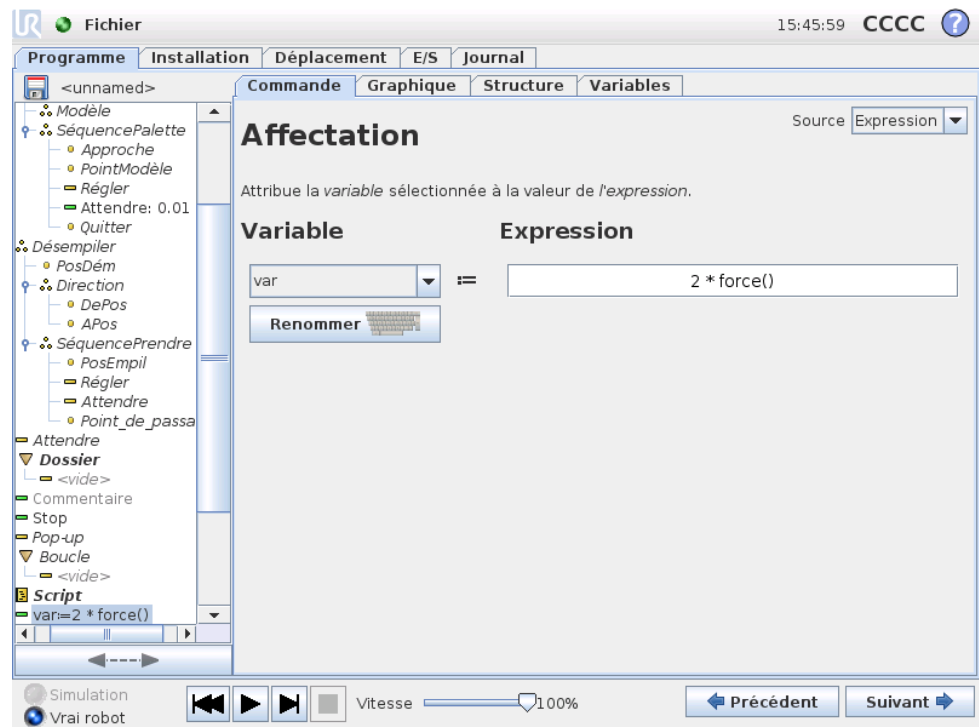 Fichier 15:45:59 CCCC ?
Programme Installation Déplacement E/S Journal
<unnamed>
Commande Graphique Structure Variables
Modèle
SéquencePalette
Approche
PointModèle
Régler
Attendre: 0.01
Quitter
Désempiler
PosDém
Direction
DePos
APos
SéquencePrendre
PosEmpil
Régler
Attendre
Point_de_passa
Attendre
Dossier
<vide>
Commentaire
Stop
Pop-up
Boucle
<vide>
Script
var:=2 * force()
Affectation
Source Expression
Attribue la variable sélectionnée à la valeur de l'expression.
Variable Expression
var := 2 * force()
Renommer
Simulation
Vrai robot
Vitesse 100%
Précédent Suivant